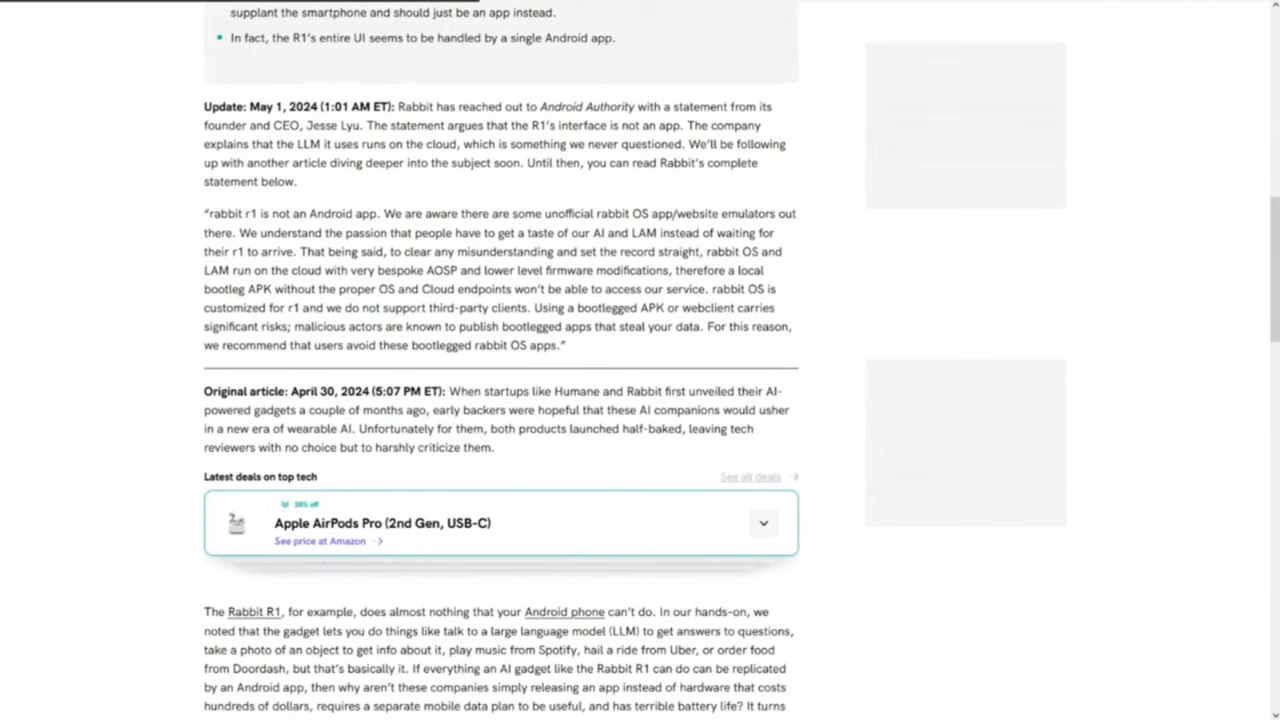 supplant the smartphone and should just be an app instead.
In fact, the R1's entire UI seems to be handled by a single Android app.
Update: May 1, 2024 (1:01 AM ET): Rabbit has reached out to Android Authority with a statement from its
founder and CEO, Jesse Lyu. The statement argues that the R1's interface is not an app. The company
explains that the LLM it uses runs on the cloud, which is something we never questioned. We'll be following
up with another article diving deeper into the subject soon. Until then, you can read Rabbit's complete
statement below.
"rabbit r1 is not an Android app. We are aware there are some unofficial rabbit OS app/website emulators out
there. We understand the passion that people have to get a taste of our AI and LAM instead of waiting for
their r1 to arrive. That being said, to clear any misunderstanding and set the record straight, rabbit OS and
LAM run on the cloud with very bespoke AOSP and lower level firmware modifications, therefore a local
bootleg APK without the proper OS and Cloud endpoints won't be able to access our service. rabbit OS is
customized for r1 and we do not support third-party clients. Using a bootlegged APK or webclient carries
significant risks; malicious actors are known to publish bootlegged apps that steal your data. For this reason,
we recommend that users avoid these bootlegged rabbit OS apps."
Original article: April 30, 2024 (5:07 PM ET): When startups like Humane and Rabbit first unveiled their AI-
powered gadgets a couple of months ago, early backers were hopeful that these AI companions would usher
in a new era of wearable AI. Unfortunately for them, both products launched half-baked, leaving tech
reviewers with no choice but to harshly criticize them.
Latest deals on top tech
See all deals
Apple AirPods Pro (2nd Gen, USB-C)
See price at Amazon
The Rabbit R1, for example, does almost nothing that your Android phone can't do. In our hands-on, we
noted that the gadget lets you do things like talk to a large language model (LLM) to get answers to questions,
take a photo of an object to get info about it, play music from Spotify, hail a ride from Uber, or order food
from Doordash, but that's basically it. If everything an AI gadget like the Rabbit R1 can do can be replicated
by an Android app, then why aren't these companies simply releasing an app instead of hardware that costs
hundreds of dollars, requires a separate mobile data plan to be useful, and has terrible battery life? It turns